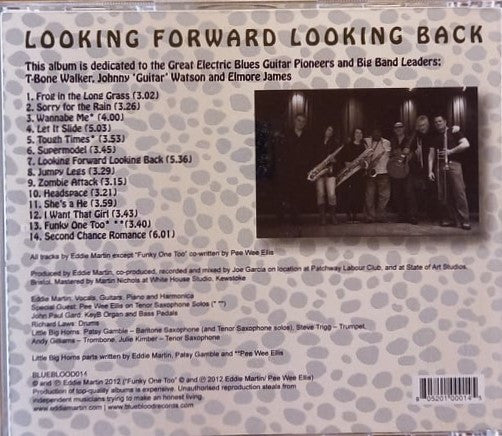 LOOKING FORWARD LOOKING BACK
This album is dedicated to the Great Electric Blues Guitar Pioneers and Big Band Leaders:
T-Bone Walker, Johnny 'Guitar' Watson and Elmore James
1. Frog in the Long Grass (3.02)
2. Sorry for the Rain (3.26)
3. Wannabe Me* (4.00)
4. Let It Slide (5.03)
5. Tough Times* (3.53)
6. Supermodel (3.45)
7. Looking Forward Looking Back (5.36)
8. Jumpy Legs (3.29)
9. Zombie Attack (3.15)
10. Headspace (3.21)
11. She's a He (3.59)
12. I Want That Girl (3.43)
13. Funky One Too* **(3.40)
14. Second Chance Romance (6.01)
All tracks by Eddie Martin except "Funky One Too" co-written by Pee Wee Ellis
Produced by Eddie Martin, co-produced, recorded and mixed by Joe Garcia on location at Patchway Labour Club, and at State of Art Studios,
Bristol. Mastered by Martin Nichols at White House Studio, Kewstoke
Eddie Martin: Vocals, Guitars, Piano and Harmonica
Special Guest: Pee Wee Ellis on Tenor Saxophone Solos (* **)
John Paul Gard: KeyB Organ and Bass Pedals
Richard Laws: Drums
Little Big Horns: Patsy Gamble – Baritone Saxophone (and Tenor Saxophone solos), Steve Trigg – Trumpet,
Andy Gilliams – Trombone, Julie Kimber – Tenor Saxophone
Little Big Horns parts written by Eddie Martin, Patsy Gamble and **Pee Wee Ellis
BLUEBLOOD014
© and ℗ Eddie Martin 2012 ("Funky One Too" © and ℗ 2012 Eddie Martin/ Pee Wee Ellis)
Production of top-quality albums is expensive. Unauthorised reproduction steals from
independent musicians trying to make an honest living.
www.eddiemartin.com www.bluebloodrecords.com
9 05201 00014 5